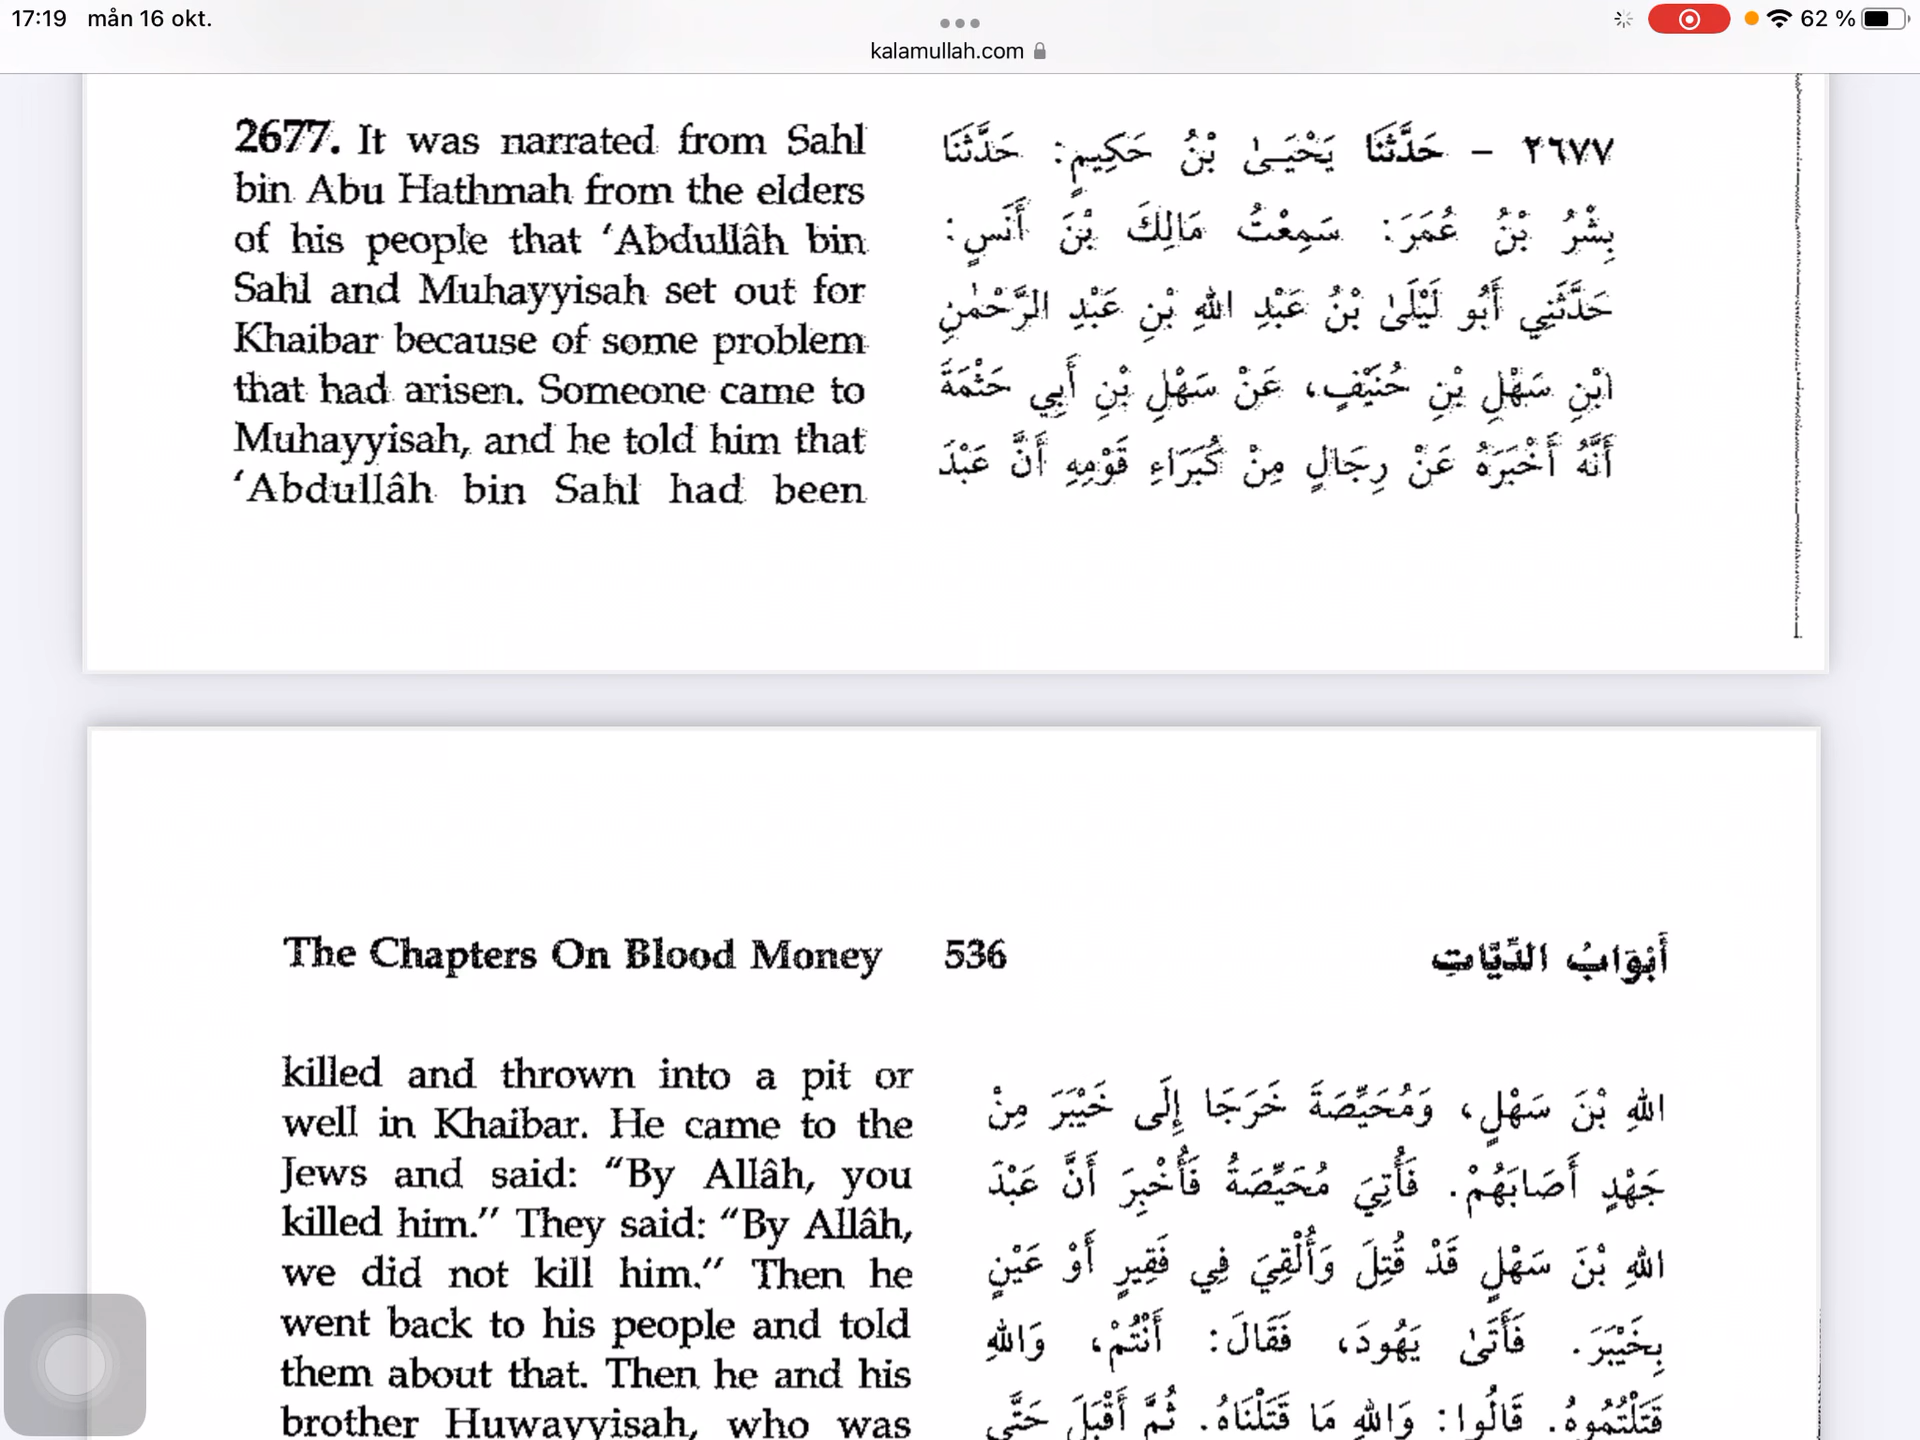 17:19 mån 16 okt.
62 %
kalamullah.com
2677. It was narrated from Sahl
bin Abu Hathmah from the elders
of his people that ‘Abdullâh bin
Sahl and Muhayyisah set out for
Khaibar because of some problem
that had arisen. Someone came to
Muhayyisah, and he told him that
‘Abdullâh bin Sahl had been
٢٦٧٧ – حَدَّثَنَا يَحْيَىٰ بْنُ حَكِيمٍ: حَدَّثَنَا
بِشْرُ بْنُ عُمَرَ: سَمِعْتُ مَالِكَ بْنَ أَنَسٍ:
حَدَّثَنِي أَبُو لَيْلَىٰ بْنُ عَبْدِ اللهِ بْنِ عَبْدِ الرَّحْمٰنِ
ابْنِ سَهْلِ بْنِ حُنَيْفٍ، عَنْ سَهْلِ بْنِ أَبِي حَثْمَةَ
أَنَّهُ أَخْبَرَهُ عَنْ رِجَالٍ مِنْ كُبَرَاءِ قَوْمِهِ أَنَّ عَبْدَ
The Chapters On Blood Money 536 أَبْوَابُ الدِّيَّاتِ
killed and thrown into a pit or
well in Khaibar. He came to the
Jews and said: “By Allâh, you
killed him.” They said: “By Allâh,
we did not kill him.” Then he
went back to his people and told
them about that. Then he and his
brother Huwayyisah, who was
اللهِ بْنَ سَهْلٍ، وَمُحَيِّصَةَ خَرَجَا إِلَى خَيْبَرَ مِنْ
جَهْدٍ أَصَابَهُمْ. فَأُتِيَ مُحَيِّصَةُ فَأُخْبِرَ أَنَّ عَبْدَ
اللهِ بْنَ سَهْلٍ قَدْ قُتِلَ وَأُلْقِيَ فِي فَقِيرٍ أَوْ عَيْنٍ
بِخَيْبَرَ. فَأَتَىٰ يَهُودَ، فَقَالَ: أَنْتُمْ، وَاللهِ
قَتَلْتُمُوهُ. قَالُوا: وَاللهِ مَا قَتَلْنَاهُ. ثُمَّ أَقْبَلَ حَتَّى